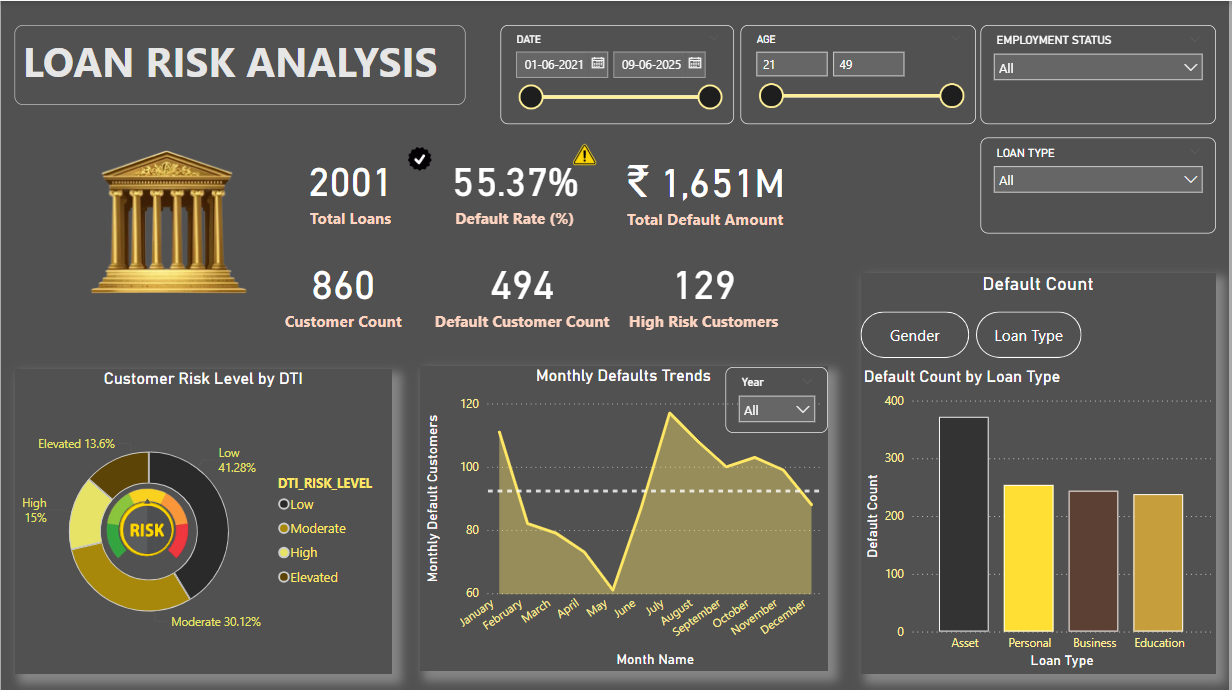 LOAN RISK ANALYSIS
DATE
01-06-2021 09-06-2025
AGE
21 49
EMPLOYMENT STATUS
All
LOAN TYPE
All
2001
Total Loans
55.37%
Default Rate (%)
₹ 1,651M
Total Default Amount
860
Customer Count
494
Default Customer Count
129
High Risk Customers
Customer Risk Level by DTI
Elevated 13.6%
Low
41.28%
High
15%
Moderate 30.12%
RISK
DTI_RISK_LEVEL
Low
Moderate
High
Elevated
Monthly Defaults Trends
Year
All
Monthly Default Customers
120
100
80
60
January
February
March
April
May
June
July
August
September
October
November
December
Month Name
Default Count
Gender
Loan Type
Default Count by Loan Type
Default Count
400
300
200
100
0
Asset
Personal
Business
Education
Loan Type